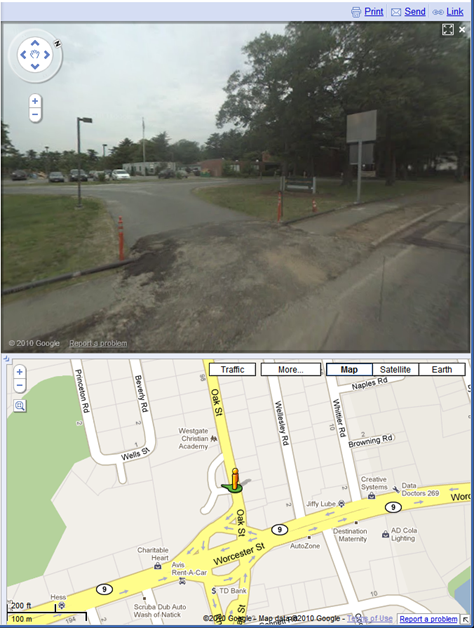 Print Send Link
N
+
−
© 2010 Google Report a problem
+
−
Traffic More... Map Satellite Earth
Princeton Rd
Beverly Rd
Oak St
Naples Rd
Wellesley Rd
Whittier Rd
Westgate
Christian
Academy
Browning Rd
Wells St
Creative
Systems
Data
Doctors 269
Jiffy Lube
9
Oak St
9
Destination
Maternity
AD Cola
Lighting
AutoZone
Worcester St
Charitable
Heart
Avis
Rent-A-Car
TD Bank
9
Hess
Scruba Dub Auto
Wash of Natick
200 ft
100 m
©2010 Google - Map data ©2010 Google - Terms of Use Report a problem